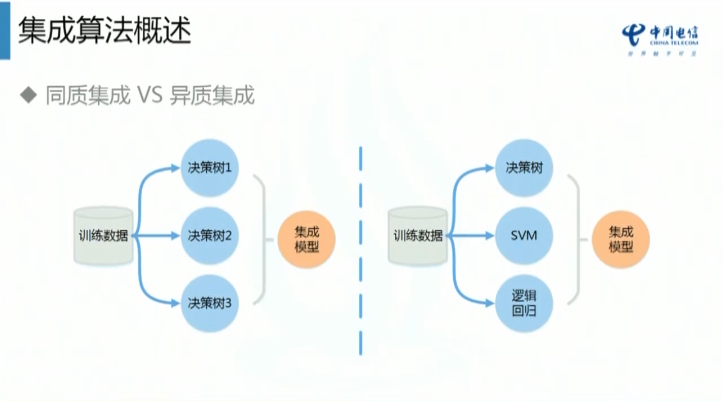 集成算法概述
中国电信
CHINA TELECOM
世界触手可及
◆ 同质集成 VS 异质集成
训练数据
决策树1
决策树2
决策树3
集成
模型
训练数据
决策树
SVM
逻辑
回归
集成
模型